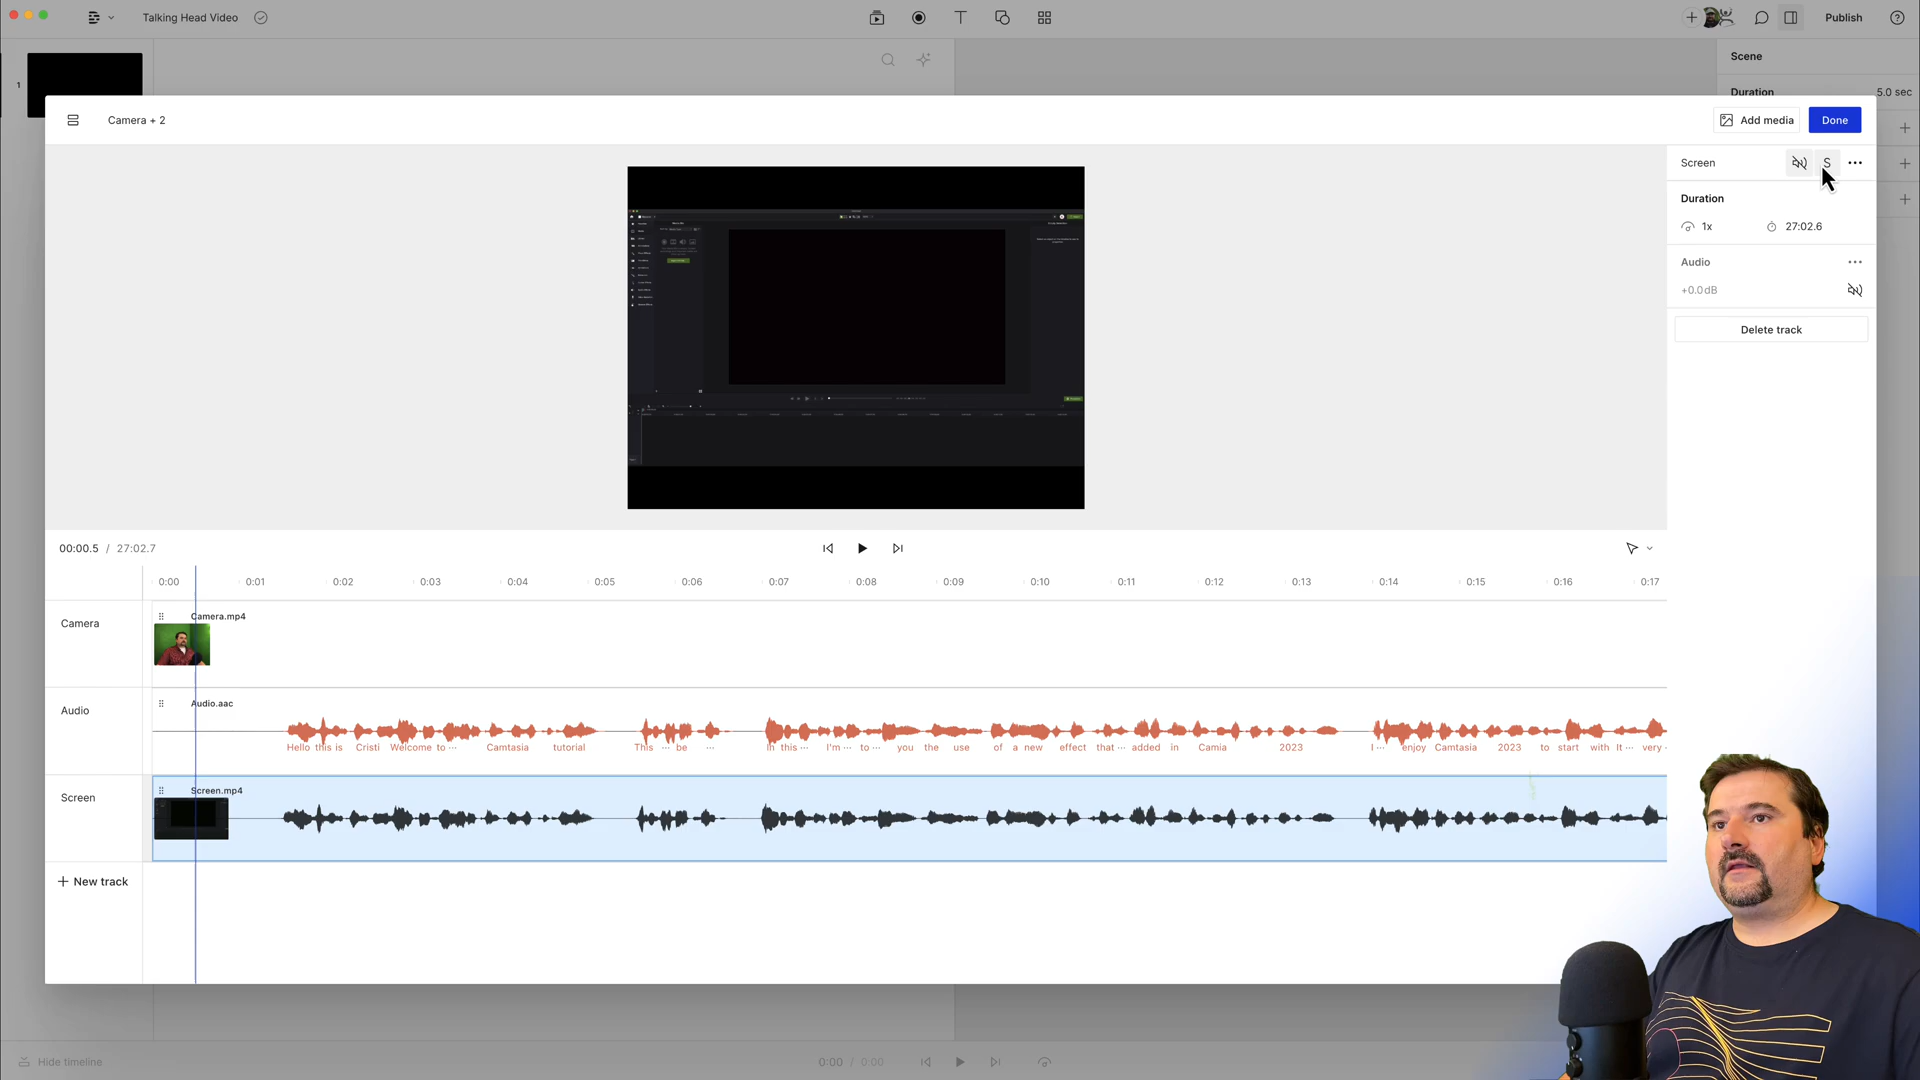 Talking Head Video
Publish
Scene
1
Duration
5.0 sec
Camera + 2
Add media
Done
Screen
S
Duration
1x
27:02.6
Audio
+0.0dB
Delete track
00:00.5 / 27:02.7
0:00 0:01 0:02 0:03 0:04 0:05 0:06 0:07 0:08 0:09 0:10 0:11 0:12 0:13 0:14 0:15 0:16 0:17
Camera
Camera.mp4
Audio
Audio.aac
Hello this is Cristi Welcome to ··· Camtasia tutorial This ··· be ··· In this ··· I'm ··· to ··· you the use of a new effect that ··· added in Camia 2023 I ··· enjoy Camtasia 2023 to start with It ··· very
Screen
Screen.mp4
New track
Hide timeline
0:00 / 0:00